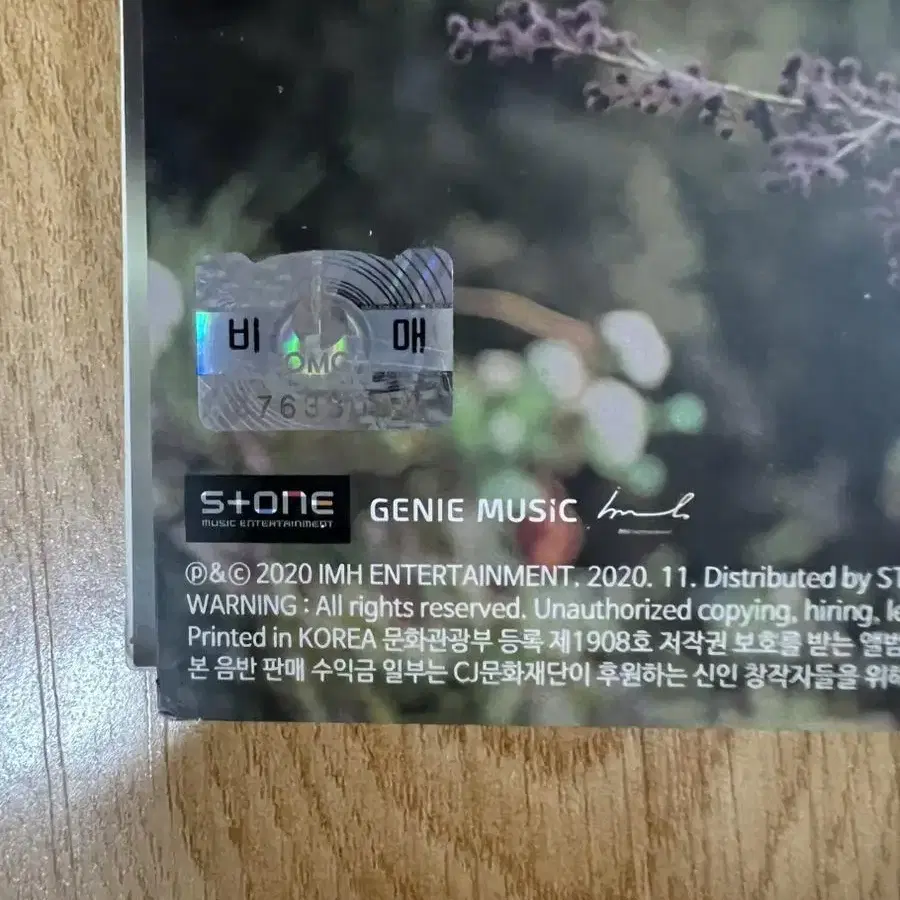 비 매
OMC
STONE GENIE MUSIC
MUSIC ENTERTAINMENT
ⓟ&ⓒ 2020 IMH ENTERTAINMENT. 2020. 11. Distributed by ST
WARNING : All rights reserved. Unauthorized copying, hiring, le
Printed in KOREA 문화관광부 등록 제1908호 저작권 보호를 받는 앨범
본 음반 판매 수익금 일부는 CJ문화재단이 후원하는 신인 창작자들을 위해